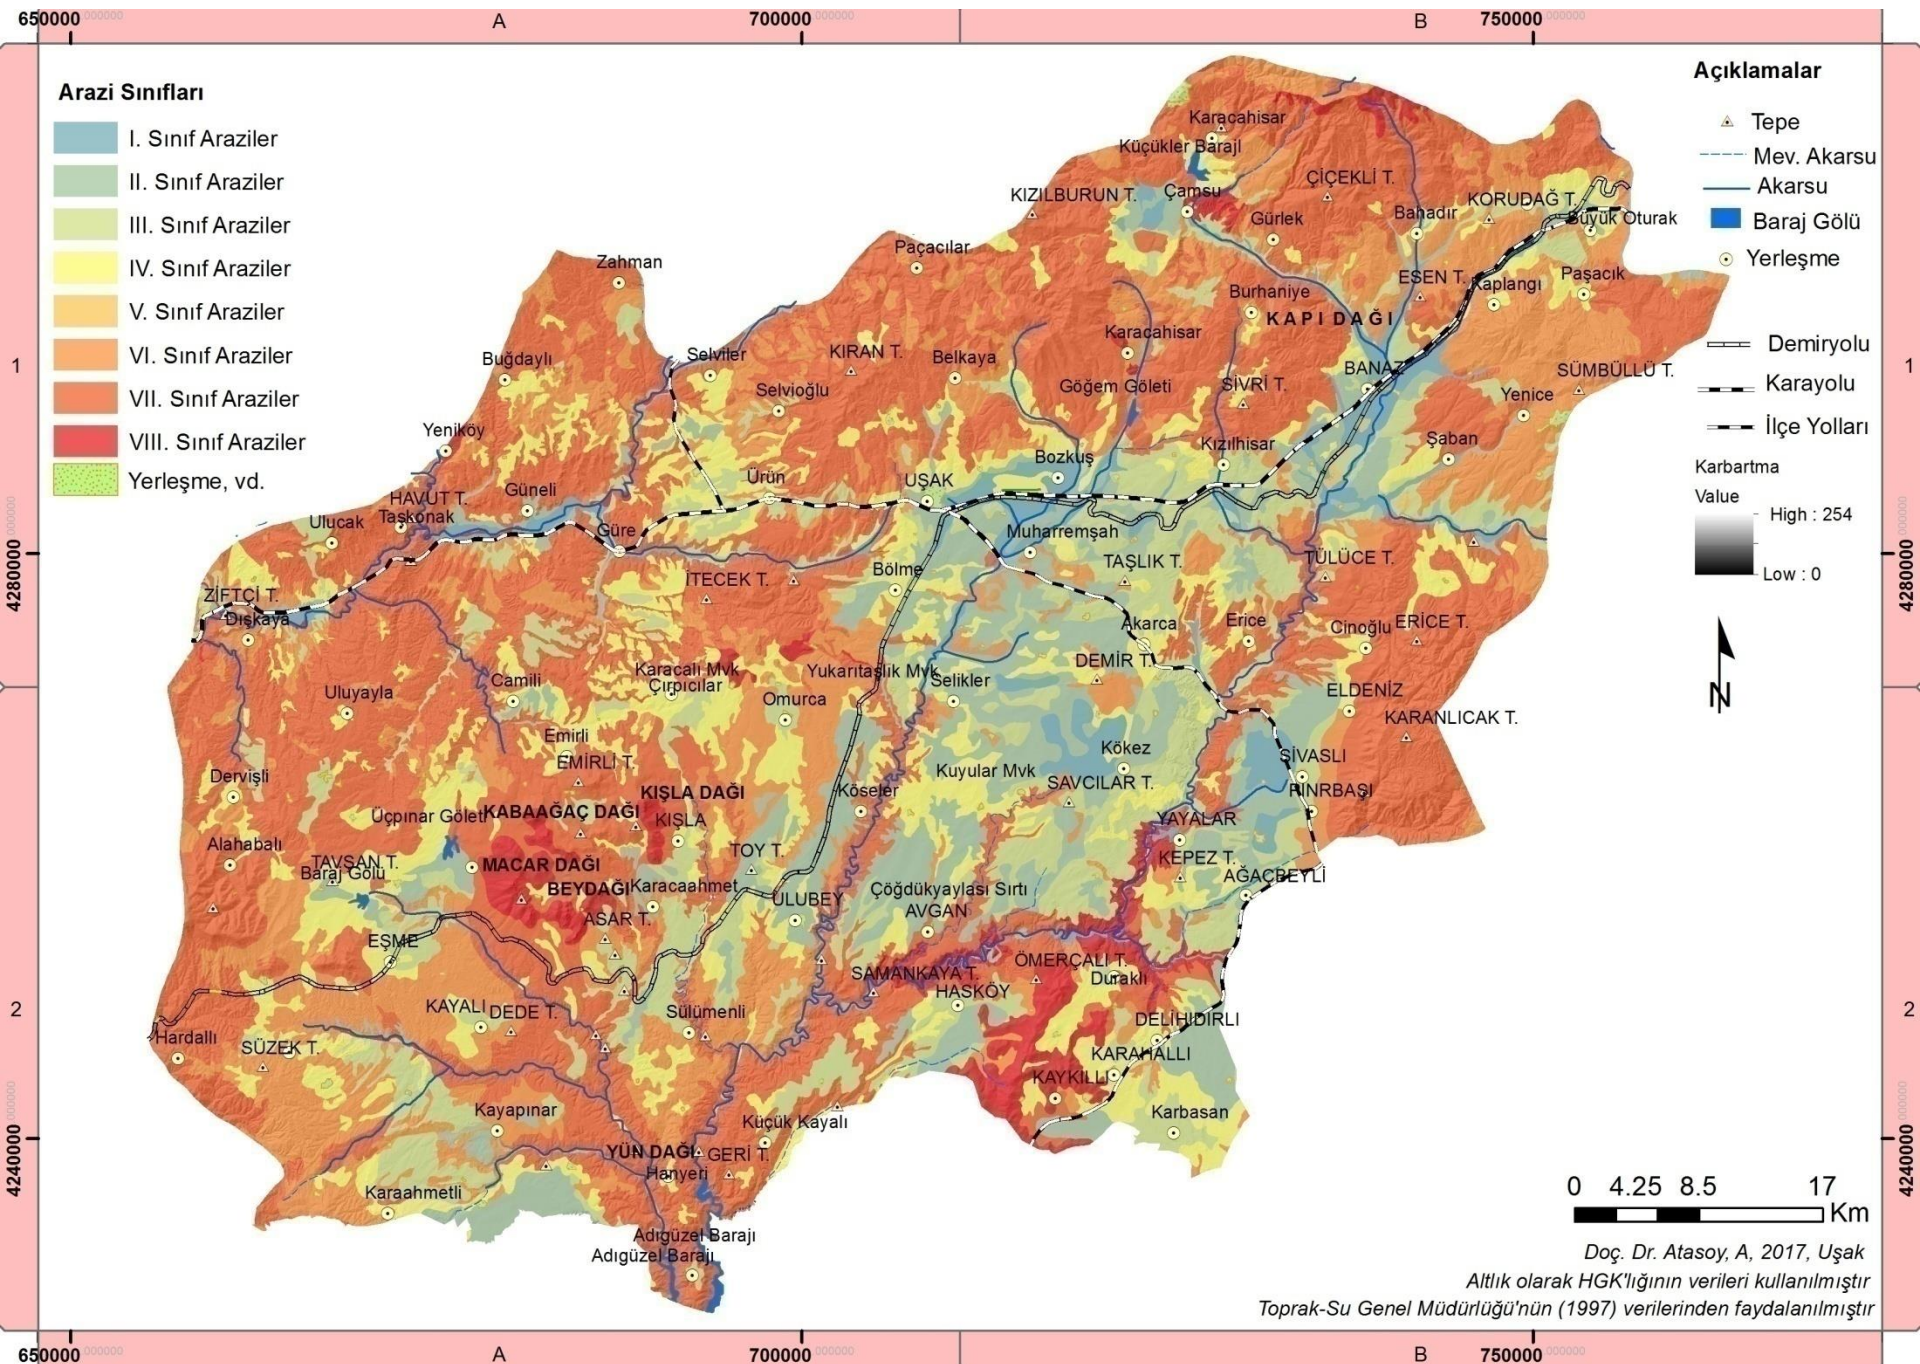 650000
A
700000
B
750000
Arazi Sınıfları
I. Sınıf Araziler
II. Sınıf Araziler
III. Sınıf Araziler
IV. Sınıf Araziler
V. Sınıf Araziler
VI. Sınıf Araziler
VII. Sınıf Araziler
VIII. Sınıf Araziler
Yerleşme, vd.
Açıklamalar
Tepe
Mev. Akarsu
Akarsu
Baraj Gölü
Yerleşme
Demiryolu
Karayolu
İlçe Yolları
Karbartma
Value
High : 254
Low : 0
N
1
1
2
2
4280000
4280000
4240000
4240000
Karacahisar
Küçükler Barajl
KIZILBURUN T.
Çamsu
ÇİÇEKLİ T.
Gürlek
Bahadır
KORUDAĞ T.
Büyük Oturak
Paçacılar
Zahman
Burhaniye
ESEN T.
Kaplangı
Paşacık
KAPI DAĞI
Karacahisar
Selviler
KIRAN T.
Belkaya
Buğdaylı
Selvioğlu
Göğem Göleti
SİVRİ T.
BANAZ
SÜMBÜLLÜ T.
Yenice
Yeniköy
Kızılhisar
Şaban
Bozkuş
Ürün
UŞAK
HAVUT T.
Güneli
Ulucak
Taşkonak
Güre
Muharremşah
TAŞLIK T.
TÜLÜCE T.
Bölme
İTECEK T.
ZİFTÇİ T.
Dışkaya
Akarca
Erice
Cinoğlu
ERİCE T.
DEMİR T.
Karacalı Mvk
Çırpıcılar
Yukarıtaşlık Mvk
Selikler
Camili
Uluyayla
Omurca
ELDENİZ
KARANLICAK T.
Emirli
EMİRLİ T.
Kökez
SİVASLI
Kuyular Mvk
SAVCILAR T.
Dervişli
KIŞLA DAĞI
Köseler
PINRBAŞI
KABAAĞAÇ DAĞI
Üçpınar Göleti
KIŞLA
YAYALAR
Alahabalı
TAVŞAN T.
Baraj Gölü
MACAR DAĞI
TOY T.
KEPEZ T.
AĞAÇBEYLİ
BEYDAĞI
Karacaahmet
ASAR T.
ULUBEY
Çöğdükyaylası Sırtı
AVGAN
EŞME
SAMANKAYA T.
HASKÖY
ÖMERÇALI T.
Duraklı
KAYALI
DEDE T.
Sülümenli
DELİHIDIRLI
Hardallı
SÜZEK T.
KARAHALLI
KAYKILLI
Kayapınar
Küçük Kayalı
Karbasan
YÜN DAĞI
GERİ T.
Hanyeri
Karaahmetli
Adıgüzel Barajı
Adıgüzel Barajı
0 4.25 8.5 17
Km
Doç. Dr. Atasoy, A, 2017, Uşak
Altlık olarak HGK'lığının verileri kullanılmıştır
Toprak-Su Genel Müdürlüğü'nün (1997) verilerinden faydalanılmıştır
650000
A
700000
B
750000